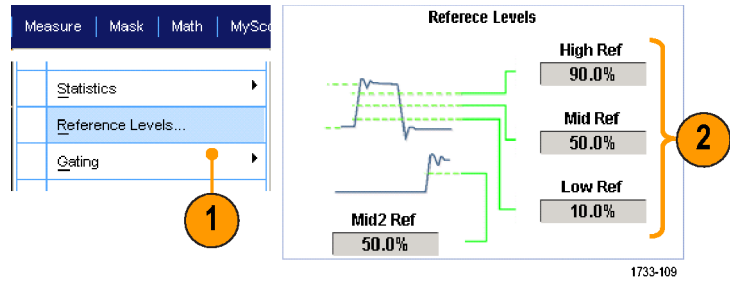 Measure | Mask | Math | MySco
Statistics
Reference Levels...
Gating
1
Referece Levels
High Ref
90.0%
Mid Ref
50.0%
Low Ref
10.0%
Mid2 Ref
50.0%
2
1733-109